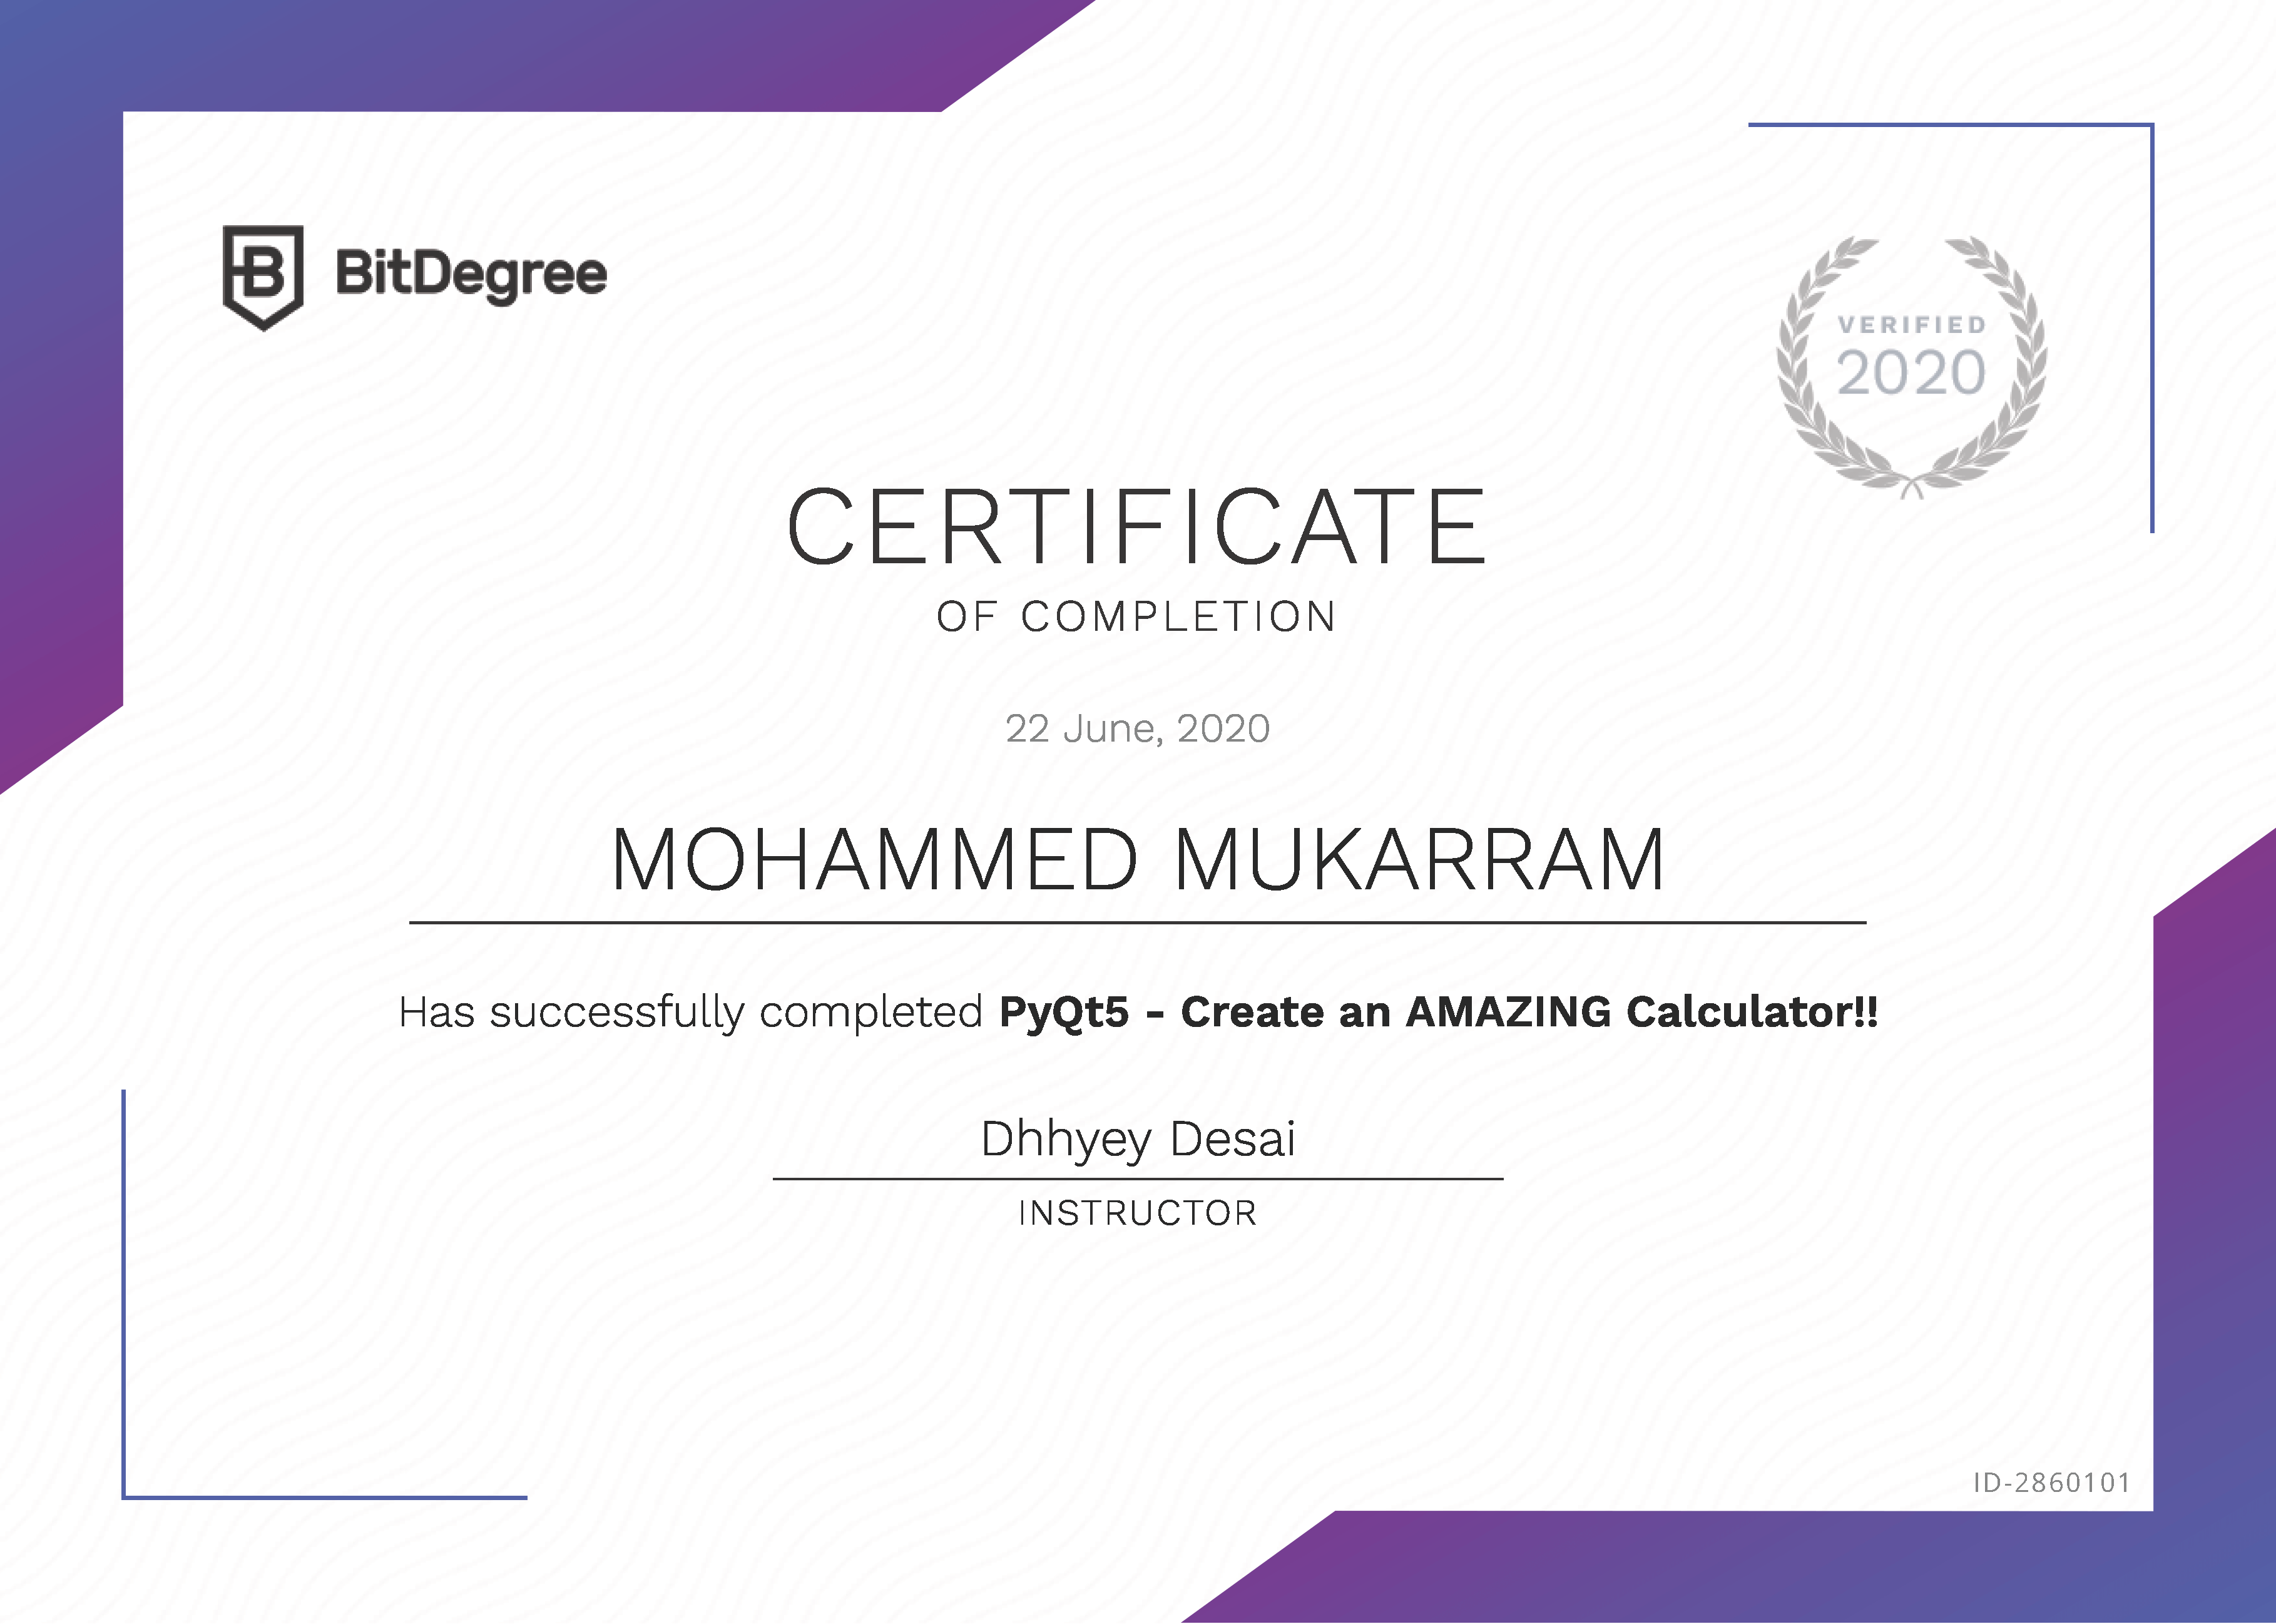 BitDegree
VERIFIED
2020
CERTIFICATE
OF COMPLETION
22 June, 2020
MOHAMMED MUKARRAM
Has successfully completed PyQt5 - Create an AMAZING Calculator!!
Dhhyey Desai
INSTRUCTOR
ID-2860101